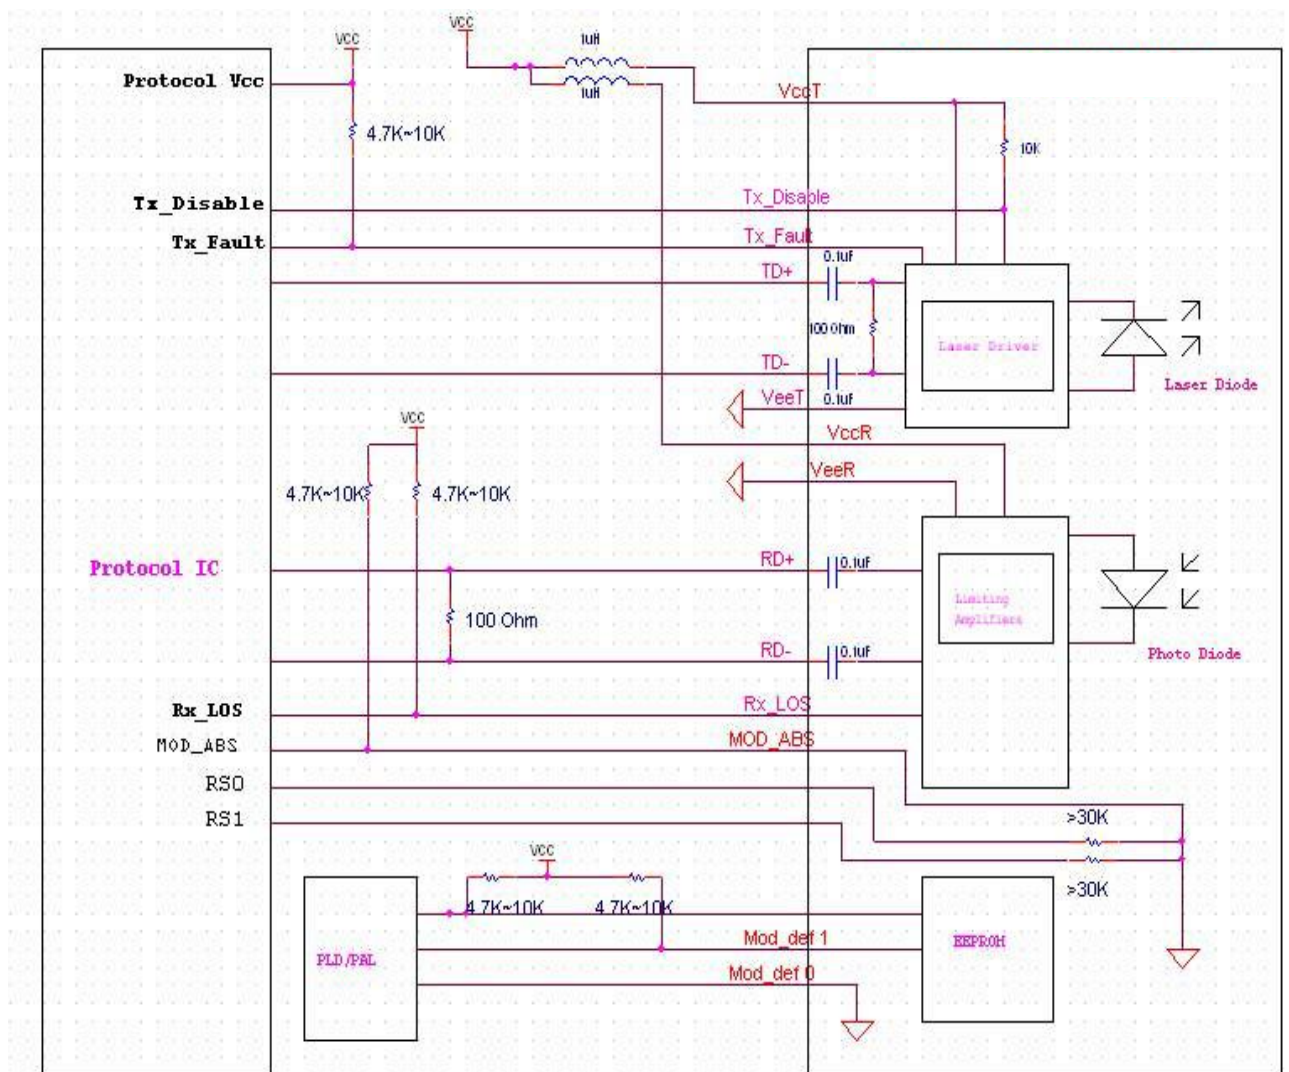 VCC
VCC
1uH
Protocol Vcc
1uH
VccT
4.7K~10K
10K
Tx_Disable
Tx_Disable
Tx_Fault
Tx_Fault
0.1uf
TD+
100 Ohm
Laser Driver
TD-
Laser Diode
VeeT
0.1uf
VCC
VccR
VeeR
4.7K~10K
4.7K~10K
Protocol IC
RD+
0.1uf
Limiting
Amplifiers
100 Ohm
RD-
0.1uf
Photo Diode
Rx_LOS
Rx_LOS
MOD_ABS
MOD_ABS
RS0
RS1
>30K
VCC
>30K
4.7K~10K
4.7K~10K
Mod_def 1
EEPROM
PLD/PAL
Mod_def 0